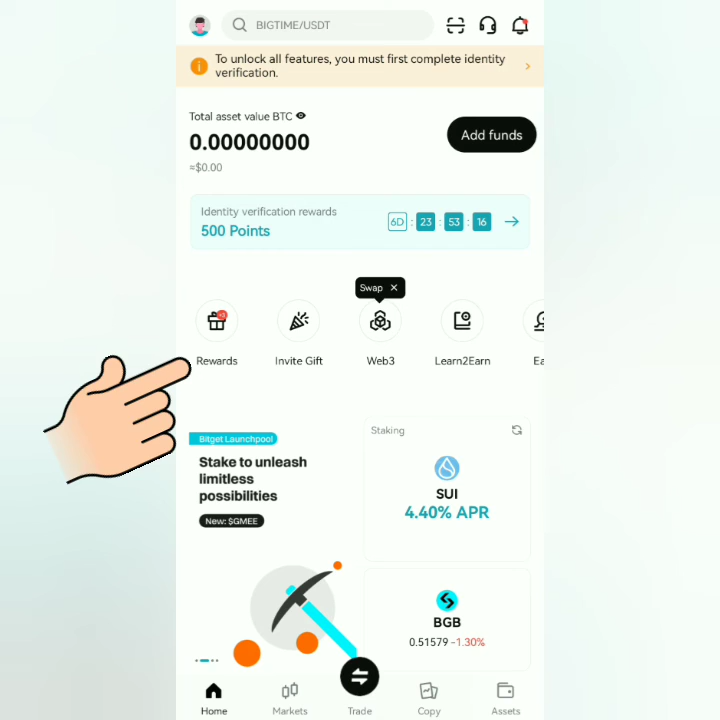 BIGTIME/USDT
To unlock all features, you must first complete identity
verification.
Total asset value BTC
0.00000000
Add funds
≈$0.00
Identity verification rewards
500 Points
6D : 23 : 53 : 16
Swap ×
Rewards
Invite Gift
Web3
Learn2Earn
Ea
Bitget Launchpool
Stake to unleash
limitless
possibilities
New: $GMEE
Staking
SUI
4.40% APR
BGB
0.51579 -1.30%
Home
Markets
Trade
Copy
Assets